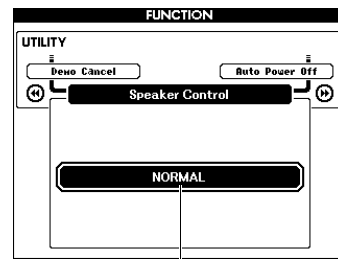 FUNCTION
UTILITY
Demo Cancel
Auto Power Off
Speaker Control
NORMAL